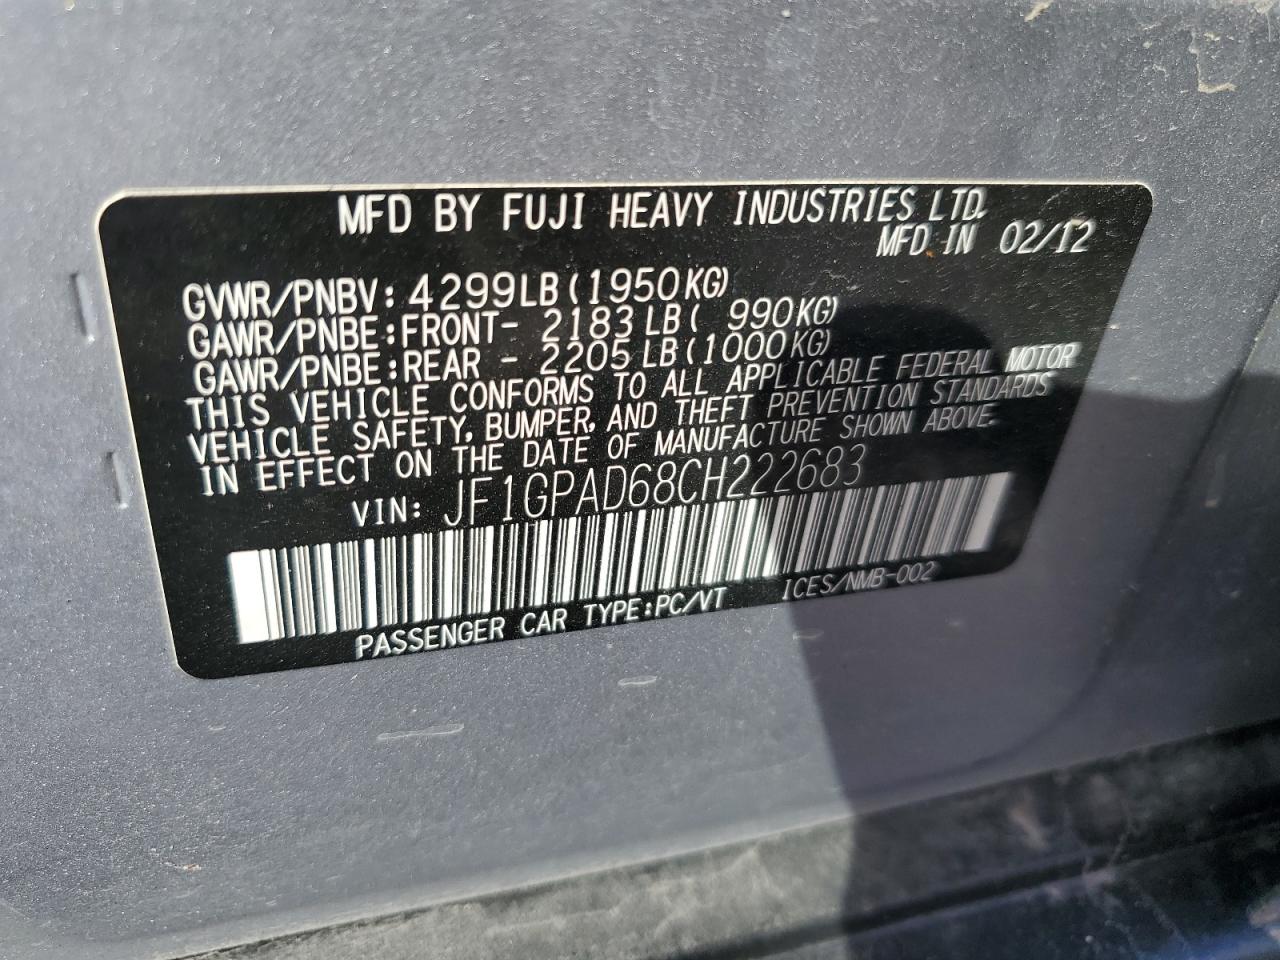 MFD BY FUJI HEAVY INDUSTRIES LTD.
MFD IN 02/12
GVWR/PNBV: 4299LB (1950KG)
GAWR/PNBE:FRONT- 2183LB( 990KG)
GAWR/PNBE:REAR - 2205LB(1000KG)
THIS VEHICLE CONFORMS TO ALL APPLICABLE FEDERAL MOTOR
VEHICLE SAFETY, BUMPER, AND THEFT PREVENTION STANDARDS
IN EFFECT ON THE DATE OF MANUFACTURE SHOWN ABOVE.
VIN: JF1GPAD68CH222683
PASSENGER CAR TYPE:PC/VT ICES/NMB-002